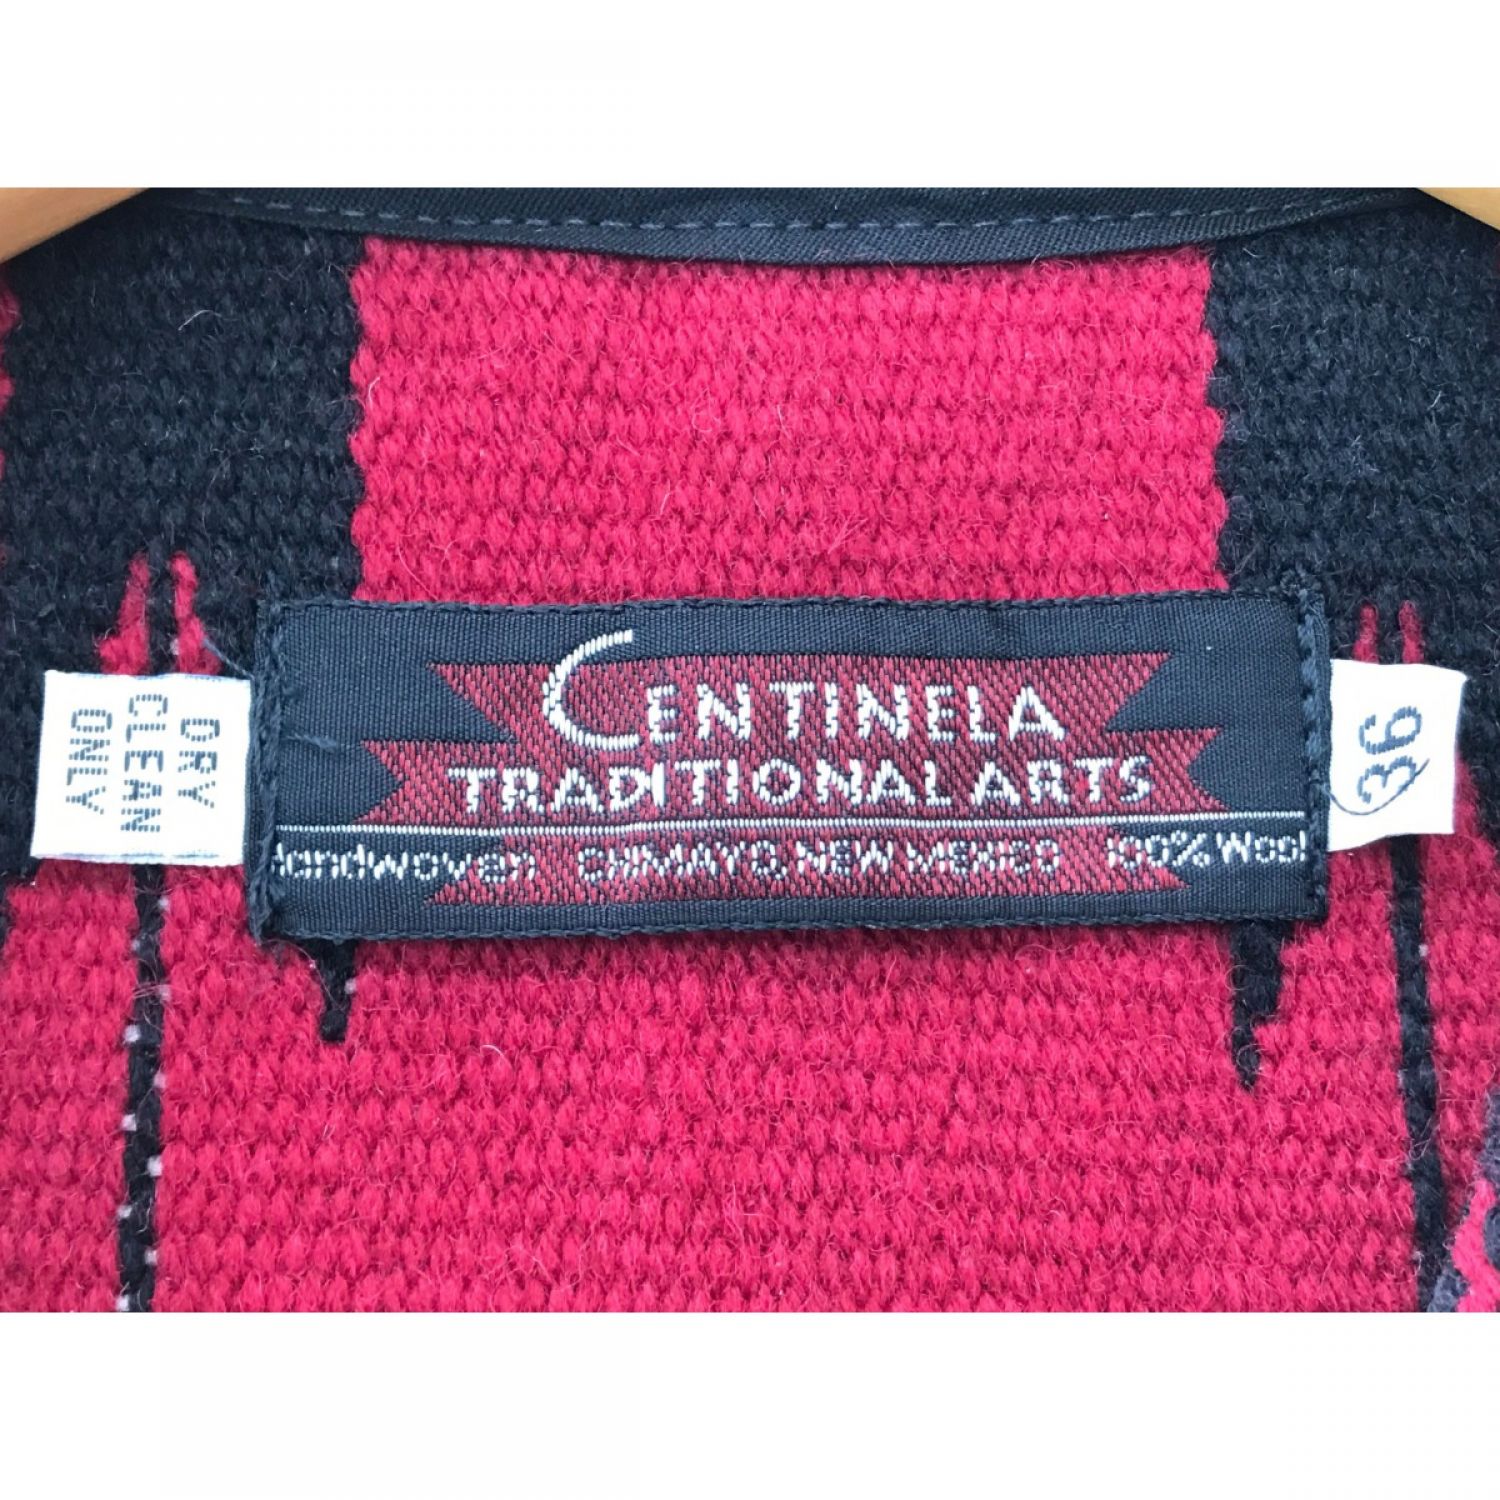 CENTINELA
TRADITIONAL ARTS
Handwoven CHIMAYO, NEW MEXICO 100% Wool
DRY
CLEAN
ONLY
36